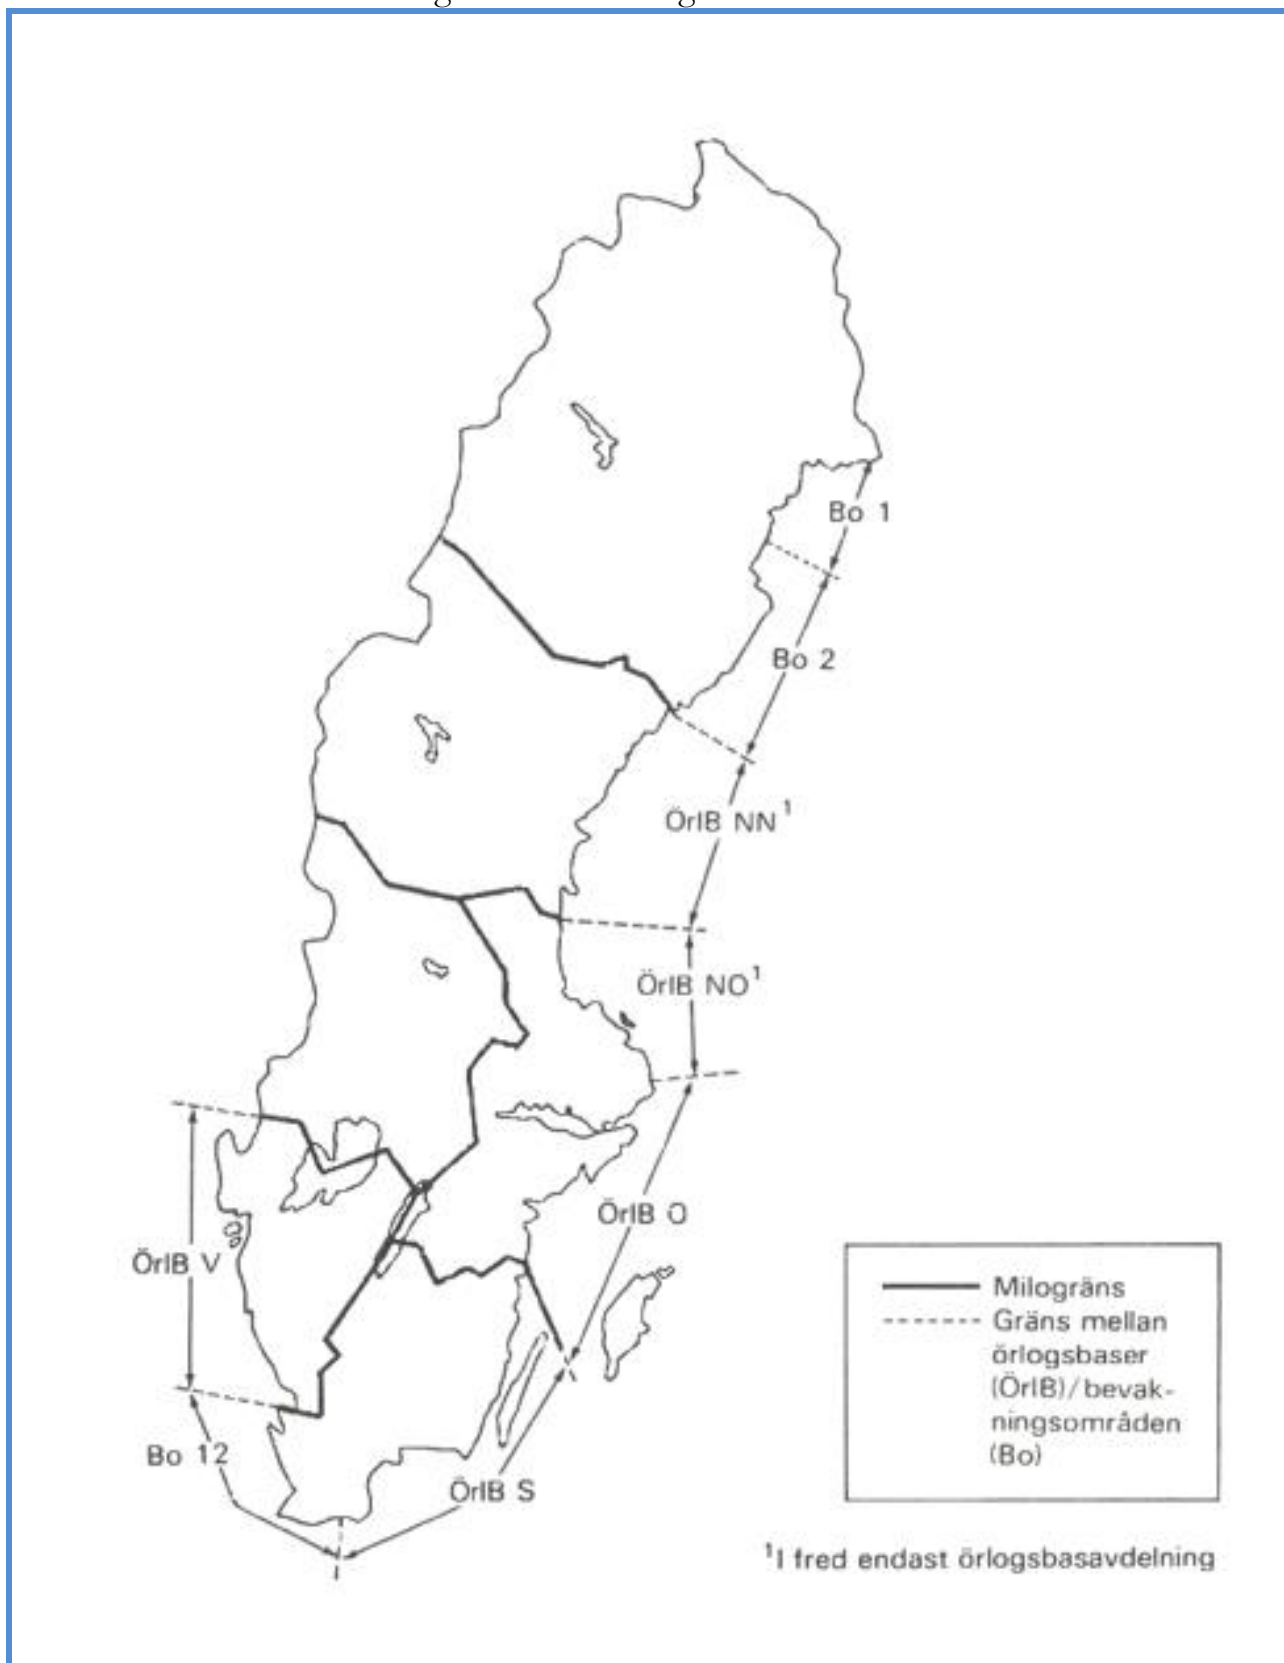 Bo 1
Bo 2
ÖrlB NN¹
ÖrlB NO¹
ÖrlB O
ÖrlB V
Bo 12
ÖrlB S
Milogräns
Gräns mellan
örlogsbaser
(ÖrlB)/bevak-
ningsområden
(Bo)
¹I fred endast örlogsbasavdelning